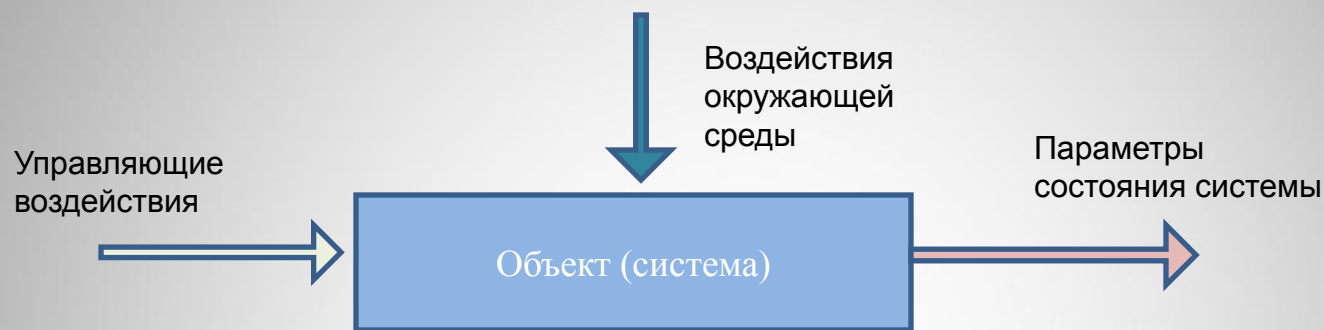 Воздействия
окружающей
среды
Управляющие
воздействия
Параметры
состояния системы
Объект (система)